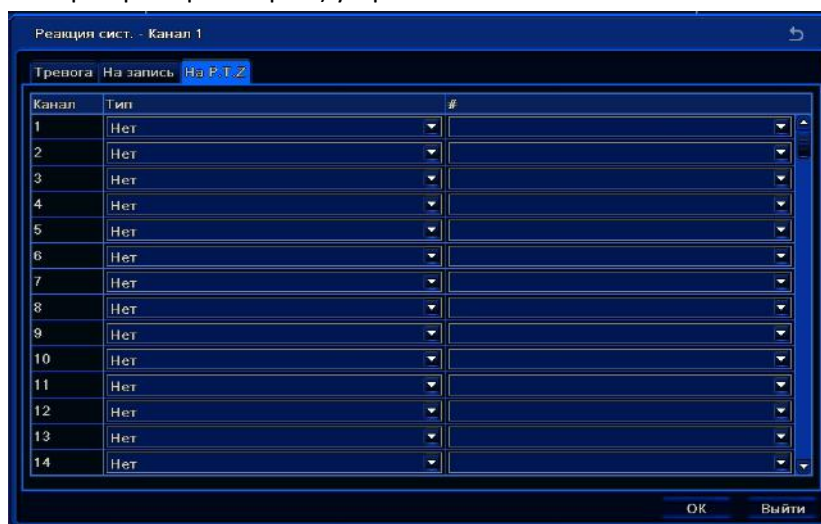 Реакция сист. - Канал 1
Тревога На запись На P.T.Z
Канал Тип #
1 Нет
2 Нет
3 Нет
4 Нет
5 Нет
6 Нет
7 Нет
8 Нет
9 Нет
10 Нет
11 Нет
12 Нет
13 Нет
14 Нет
ОК Выйти